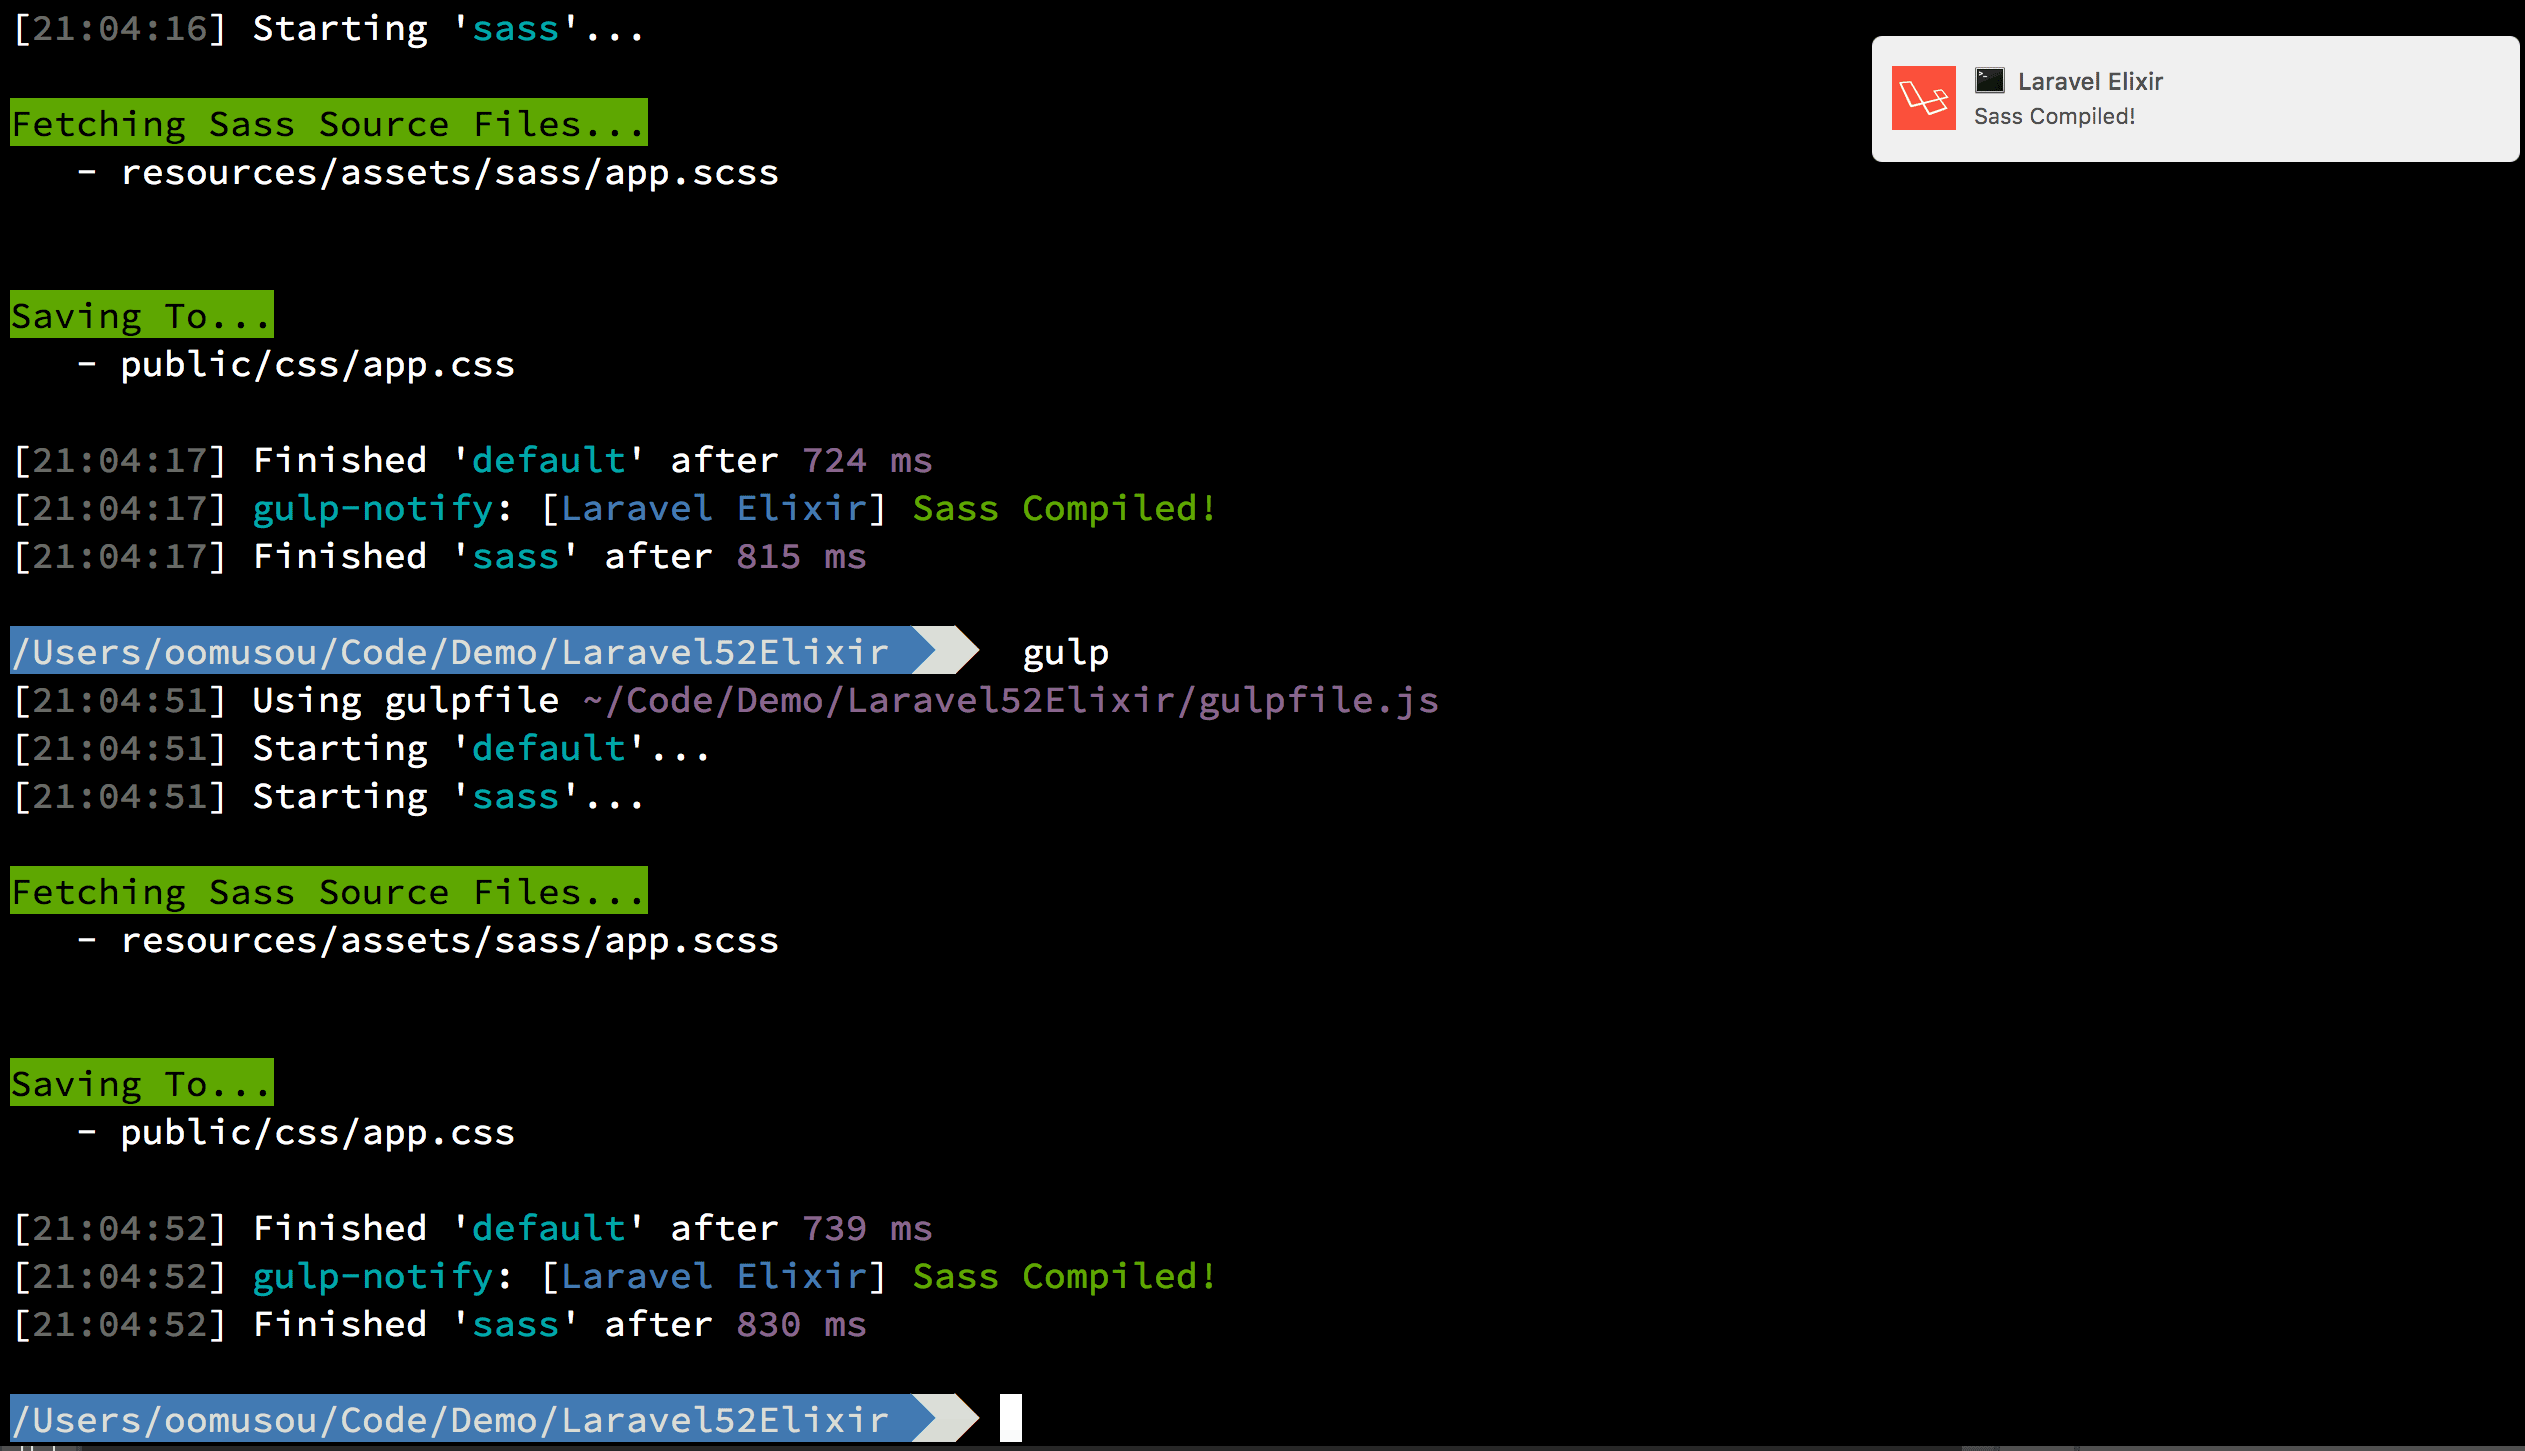 [21:04:16] Starting 'sass'...
Laravel Elixir
Sass Compiled!
Fetching Sass Source Files...
- resources/assets/sass/app.scss
Saving To...
- public/css/app.css
[21:04:17] Finished 'default' after 724 ms
[21:04:17] gulp-notify: [Laravel Elixir] Sass Compiled!
[21:04:17] Finished 'sass' after 815 ms
/Users/oomusou/Code/Demo/Laravel52Elixir gulp
[21:04:51] Using gulpfile ~/Code/Demo/Laravel52Elixir/gulpfile.js
[21:04:51] Starting 'default'...
[21:04:51] Starting 'sass'...
Fetching Sass Source Files...
- resources/assets/sass/app.scss
Saving To...
- public/css/app.css
[21:04:52] Finished 'default' after 739 ms
[21:04:52] gulp-notify: [Laravel Elixir] Sass Compiled!
[21:04:52] Finished 'sass' after 830 ms
/Users/oomusou/Code/Demo/Laravel52Elixir